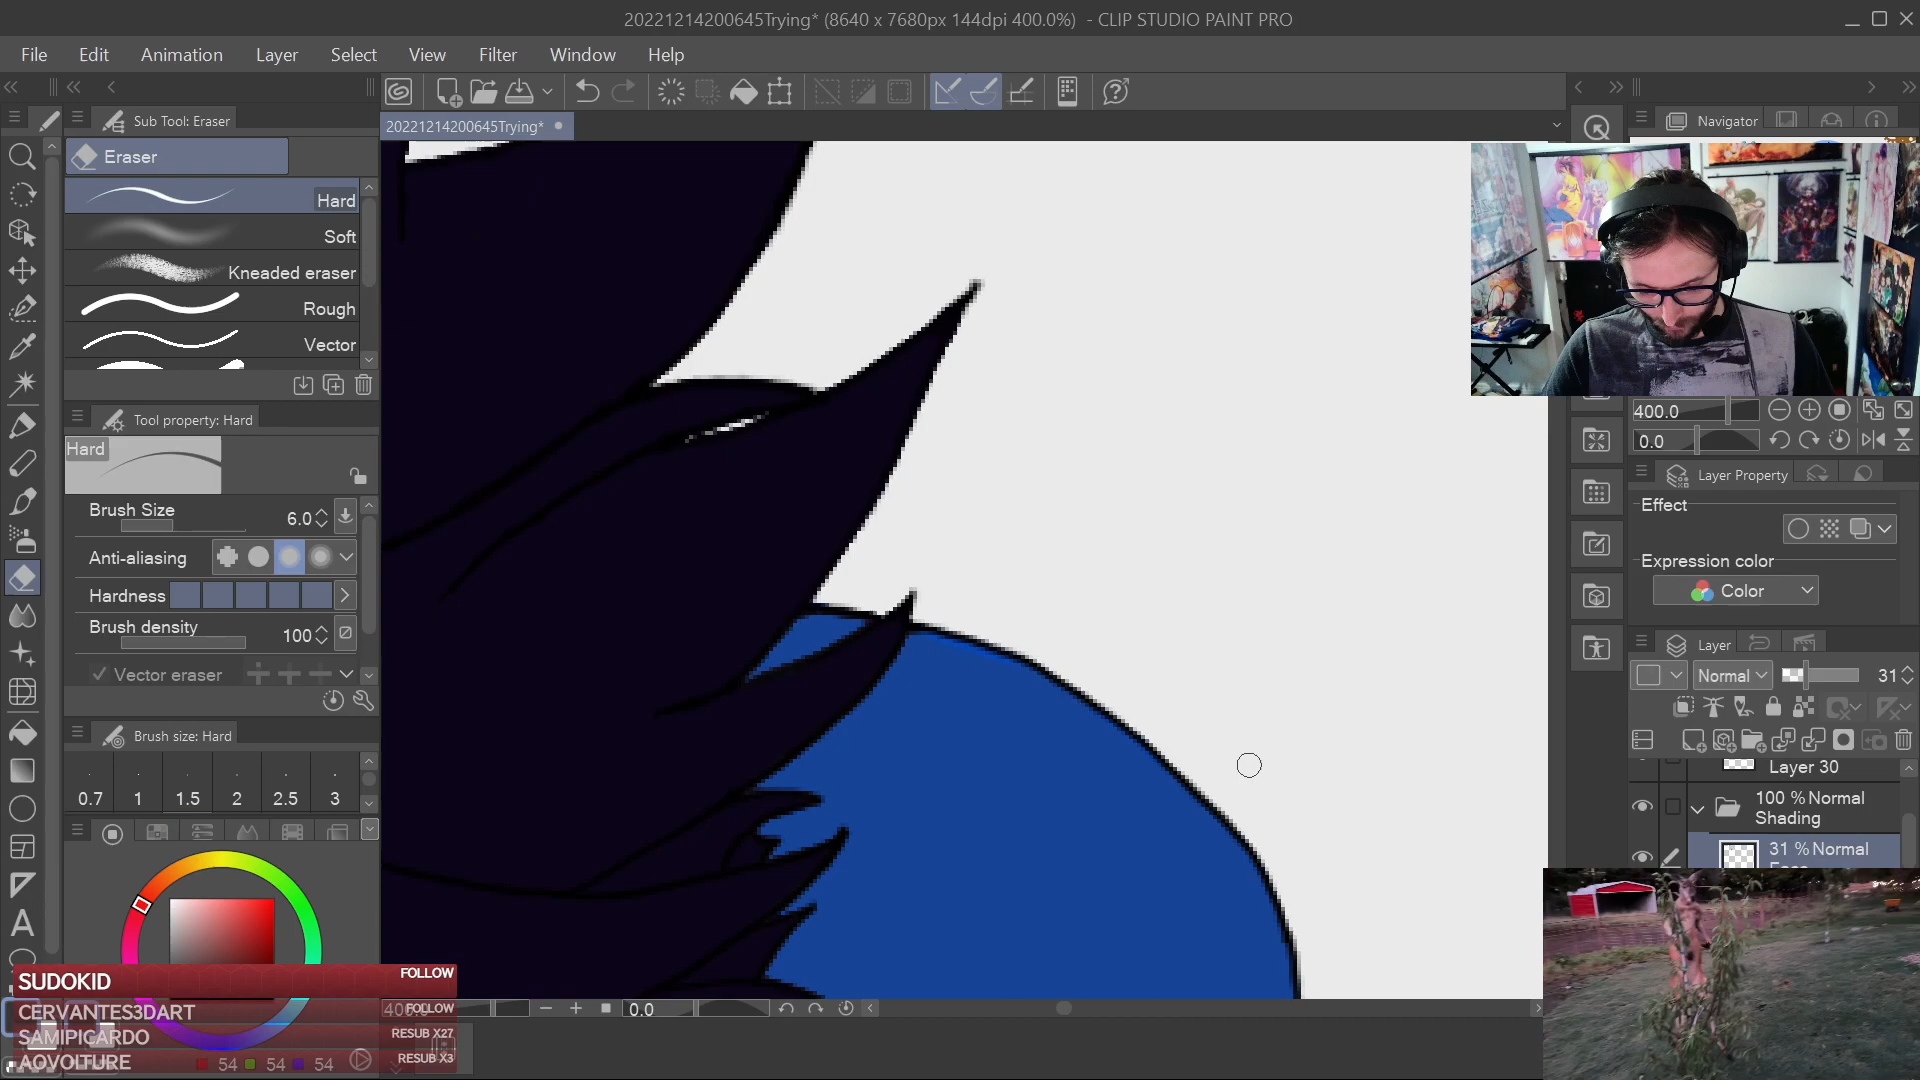 20221214200645Trying* (8640 x 7680px 144dpi 400.0%) - CLIP STUDIO PAINT PRO
File Edit Animation Layer Select View Filter Window Help
Sub Tool: Eraser
20221214200645Trying*
Navigator
Eraser
Hard
Soft
Kneaded eraser
Rough
Vector
400.0
0.0
Tool property: Hard
Hard
Layer Property
Effect
Brush Size 6.0
Anti-aliasing
Expression color
Color
Hardness
Brush density 100
Layer
Vector eraser
Normal 31
Brush size: Hard
Layer 30
0.7 1 1.5 2 2.5 3
100 % Normal
Shading
31 % Normal
A
SUDOKID FOLLOW
0.0
CERVANTES3DART FOLLOW
SAMIPICARDO RESUB X27
AOVOLTURE RESUB X3
54 54 54